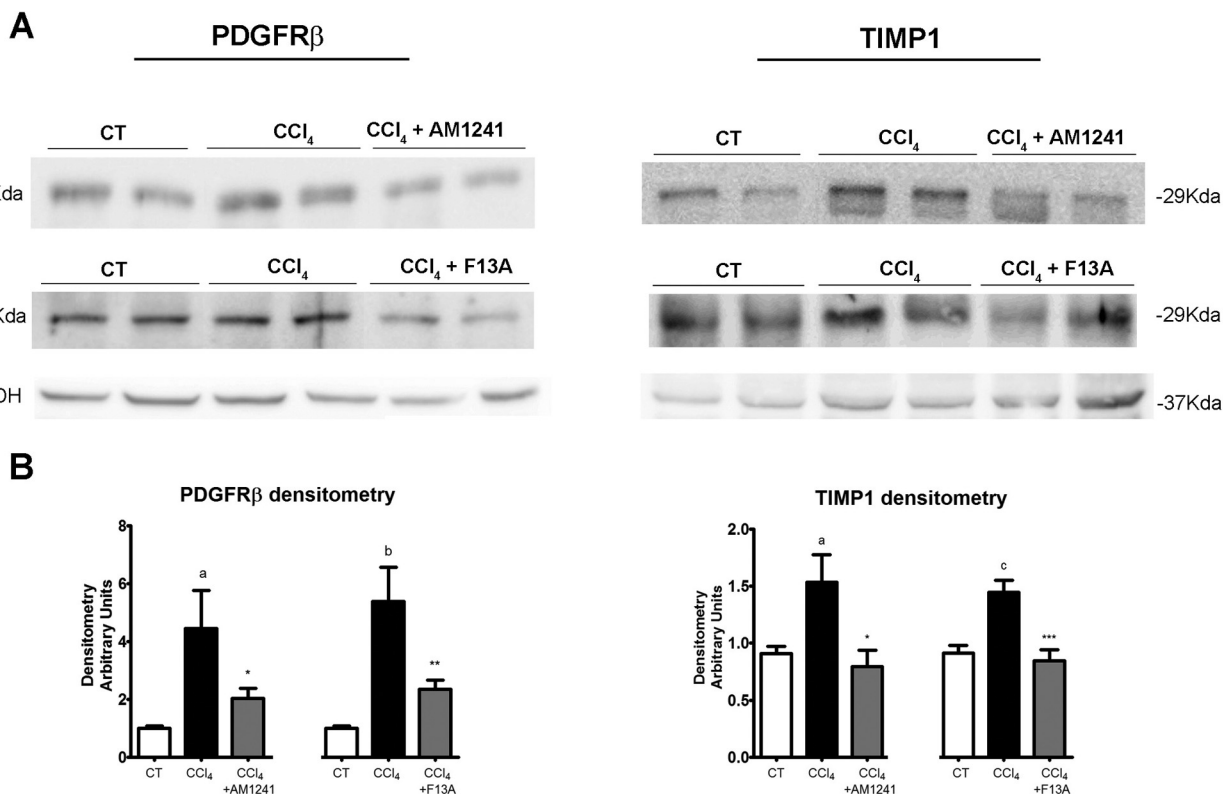 A
PDGFRβ
TIMP1
CT CCl4 CCl4 + AM1241
Kda
CT CCl4 CCl4 + AM1241
-29Kda
CT CCl4 CCl4 + F13A
Kda
CT CCl4 CCl4 + F13A
-29Kda
DH
-37Kda
B
PDGFRβ densitometry
Densitometry
Arbitrary Units
8
6
4
2
0
a
*
b
**
CT CCl4 CCl4 +AM1241
CT CCl4 CCl4 +F13A
TIMP1 densitometry
Densitometry
Arbitrary Units
2.0
1.5
1.0
0.5
0.0
a
*
c
***
CT CCl4 CCl4 +AM1241
CT CCl4 CCl4 +F13A